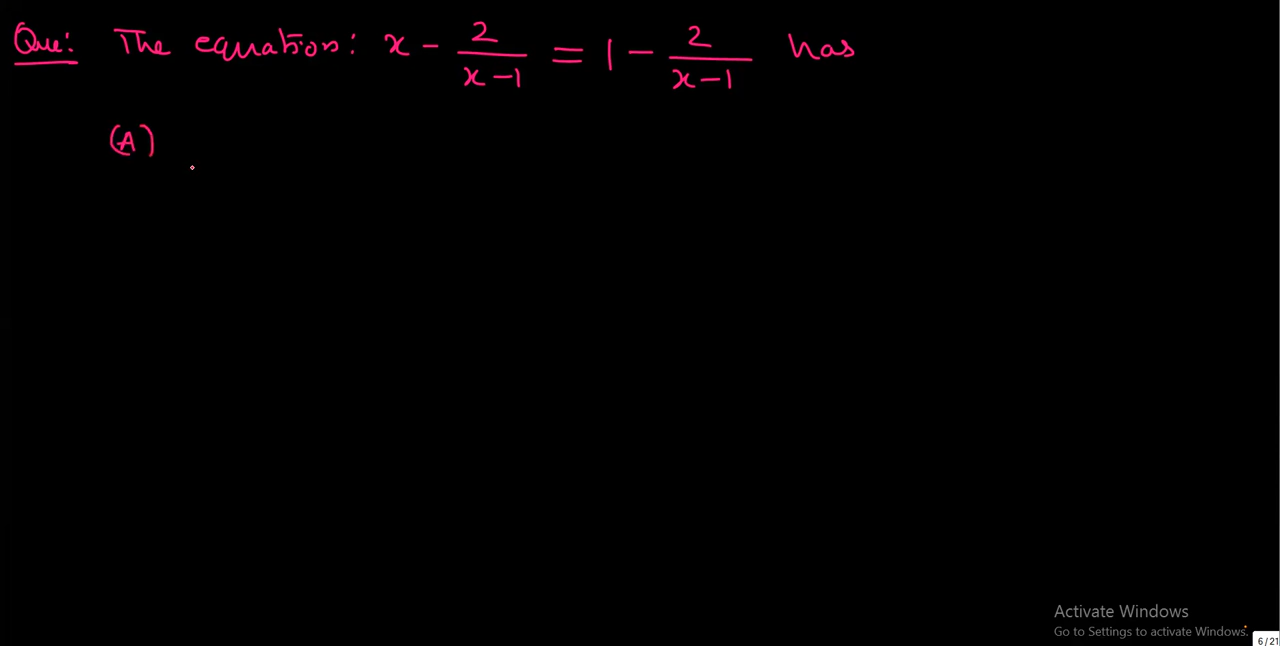 Que: The equation: x - 2/(x-1) = 1 - 2/(x-1) has
(A)
Activate Windows
Go to Settings to activate Windows.
6 / 21